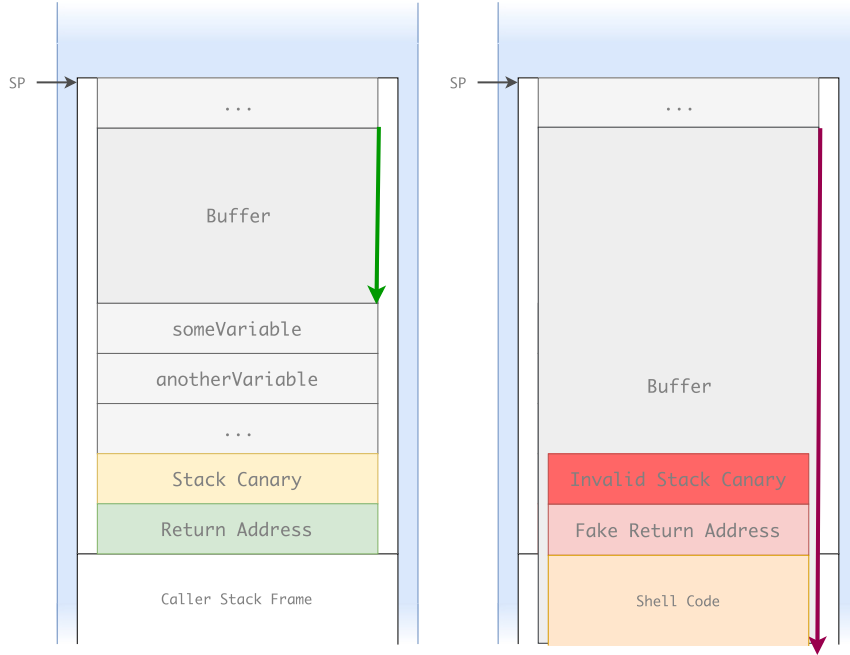 SP
...
Buffer
someVariable
anotherVariable
...
Stack Canary
Return Address
Caller Stack Frame
SP
...
Buffer
Invalid Stack Canary
Fake Return Address
Shell Code